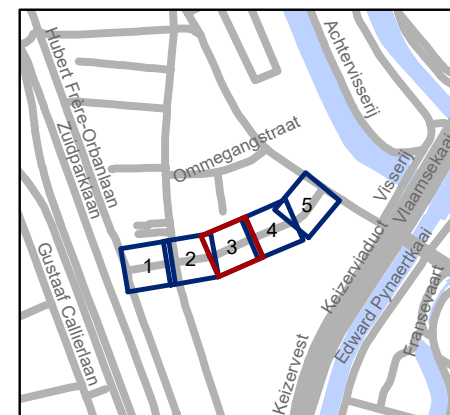 Hubert Frère-Orbanlaan
Zuidparklaan
Gustaaf Callierlaan
Ommegangstraat
Achtervisserij
Visserij
Vlaamsekaai
Keizerviaduct
Edward Pynaertkaai
Fransevaart
Keizervest
1
2
3
4
5